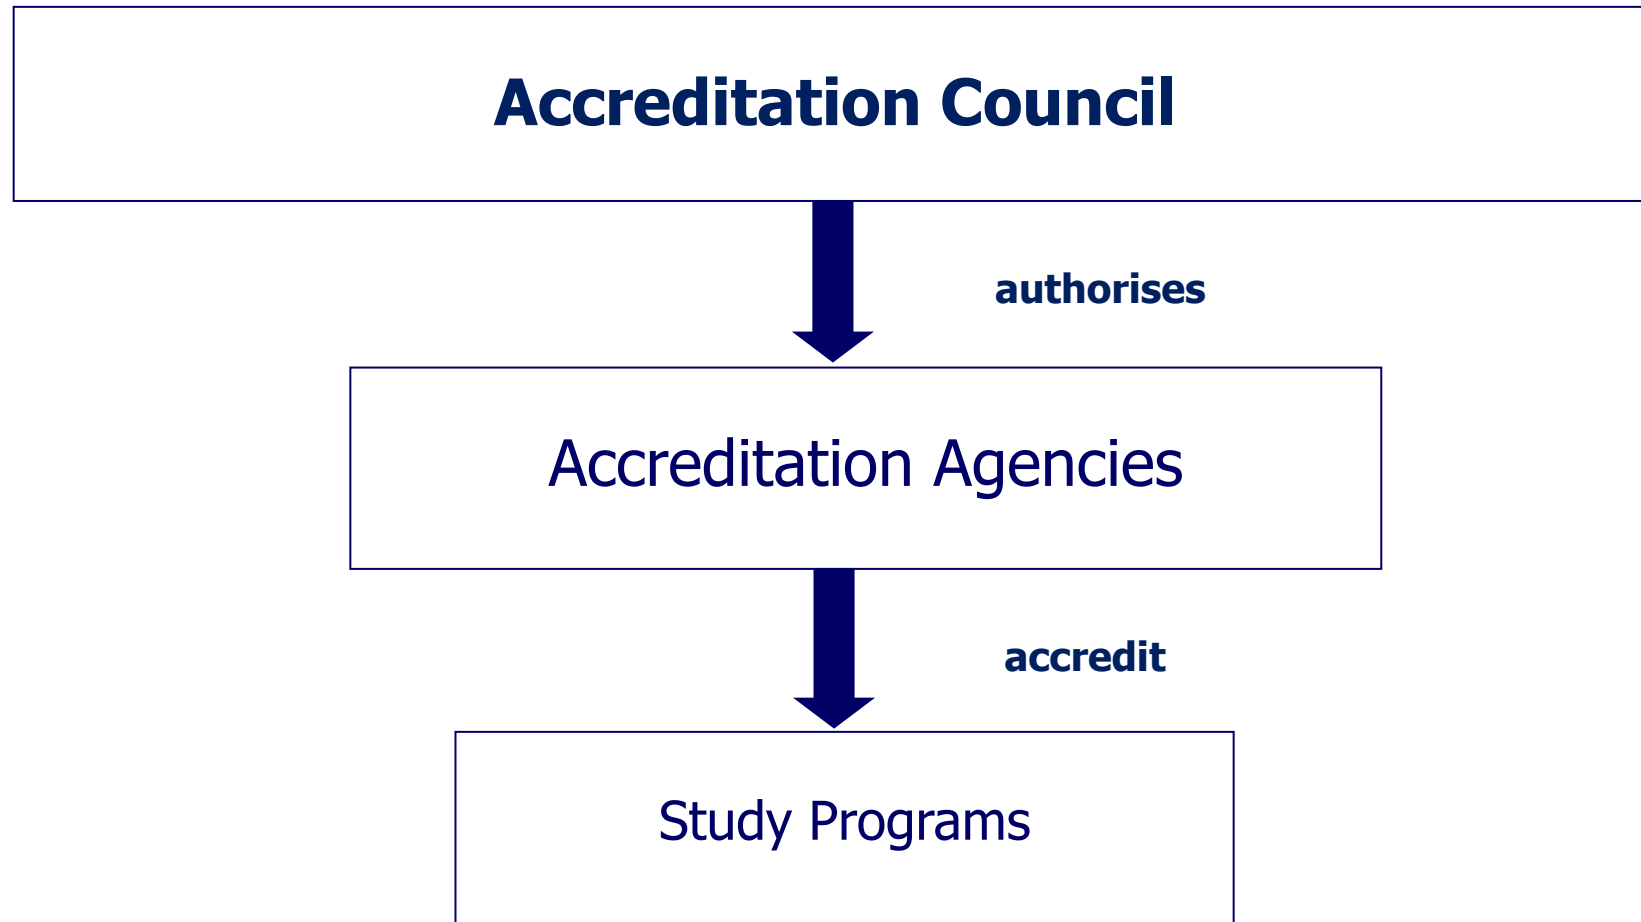 Accreditation Council
authorises
Accreditation Agencies
accredit
Study Programs